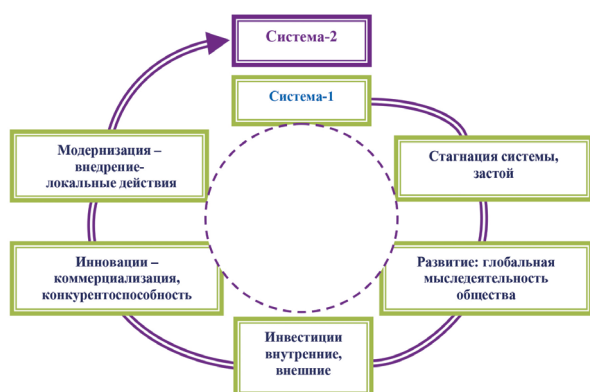 Система-2
Система-1
Стагнация системы,
застой
Развитие: глобальная
мыследеятельность
общества
Инвестиции
внутренние,
внешние
Инновации –
коммерциализация,
конкурентоспособность
Модернизация –
внедрение-
локальные действия